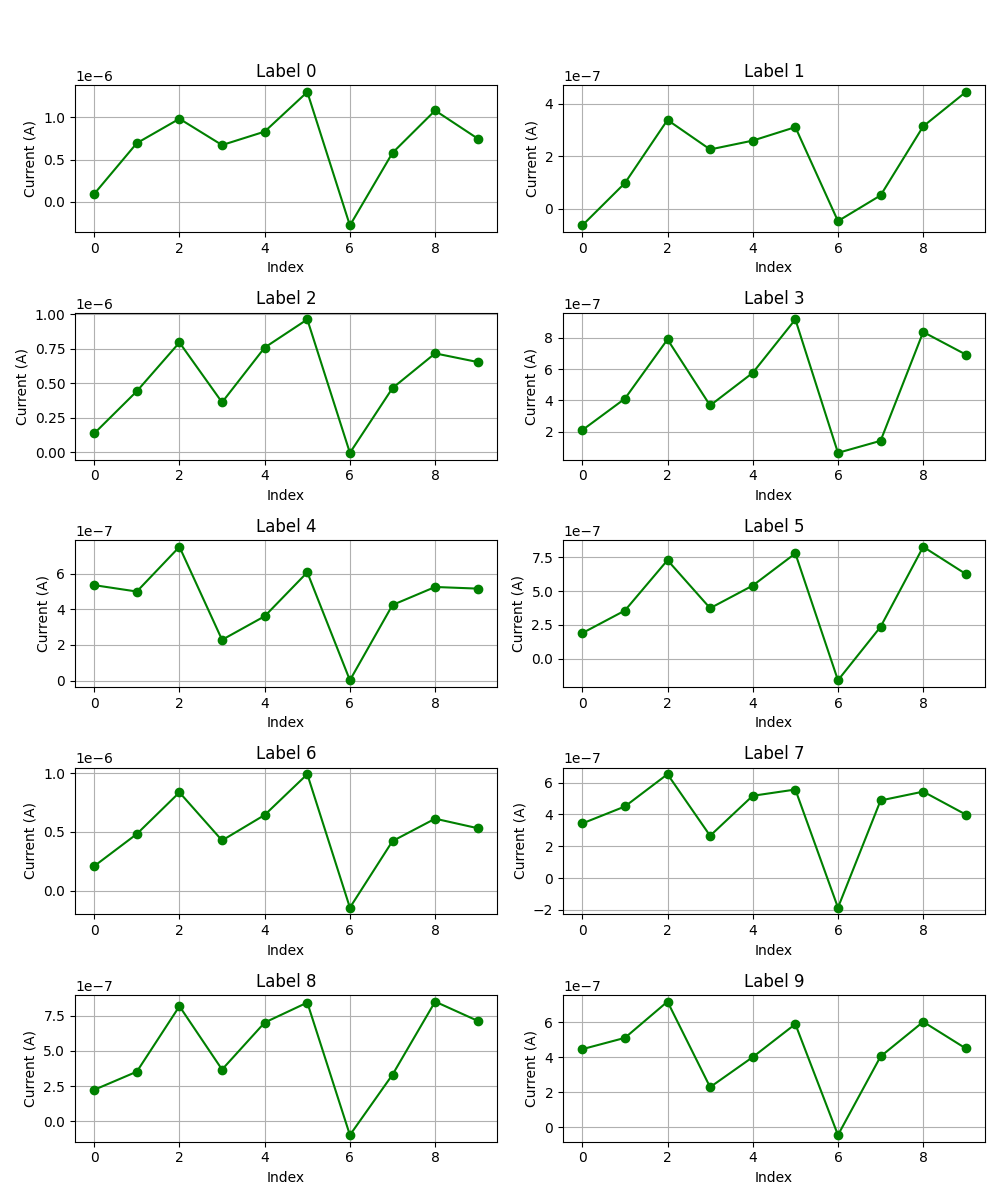 Label 0
1e−6
Current (A)
1.0
0.5
0.0
0 2 4 6 8
Index
Label 1
1e−7
Current (A)
4
2
0
0 2 4 6 8
Index
Label 2
1e−6
Current (A)
1.00
0.75
0.50
0.25
0.00
0 2 4 6 8
Index
Label 3
1e−7
Current (A)
8
6
4
2
0 2 4 6 8
Index
Label 4
1e−7
Current (A)
6
4
2
0
0 2 4 6 8
Index
Label 5
1e−7
Current (A)
7.5
5.0
2.5
0.0
0 2 4 6 8
Index
Label 6
1e−6
Current (A)
1.0
0.5
0.0
0 2 4 6 8
Index
Label 7
1e−7
Current (A)
6
4
2
0
−2
0 2 4 6 8
Index
Label 8
1e−7
Current (A)
7.5
5.0
2.5
0.0
0 2 4 6 8
Index
Label 9
1e−7
Current (A)
6
4
2
0
0 2 4 6 8
Index